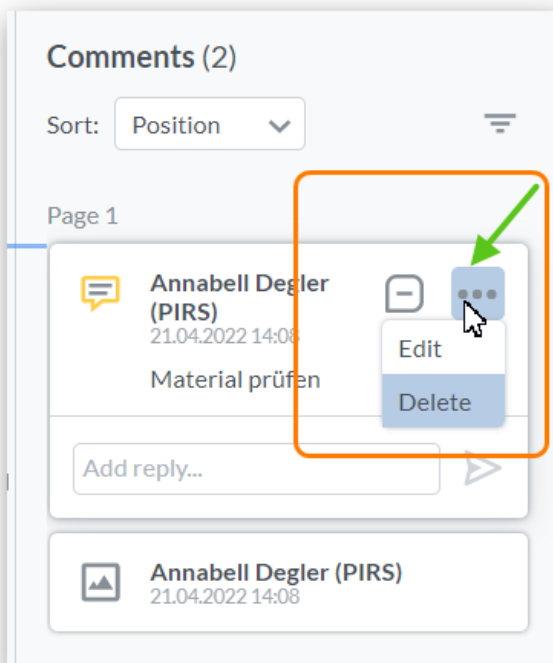 Comments (2)
Sort: Position
Page 1
Annabell Degler
(PIRS)
21.04.2022 14:08
Edit
Material prüfen
Delete
Add reply...
Annabell Degler (PIRS)
21.04.2022 14:08